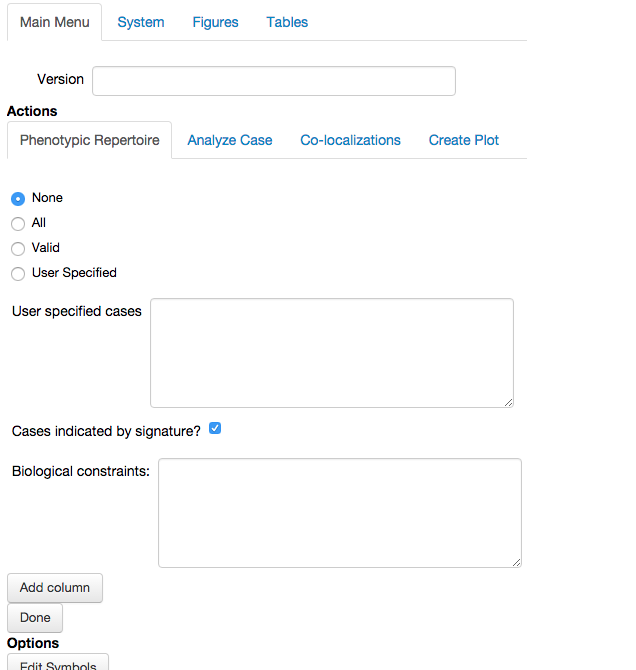 Main Menu System Figures Tables
Version
Actions
Phenotypic Repertoire Analyze Case Co-localizations Create Plot
None
All
Valid
User Specified
User specified cases
Cases indicated by signature?
Biological constraints:
Add column
Done
Options
Edit Symbols